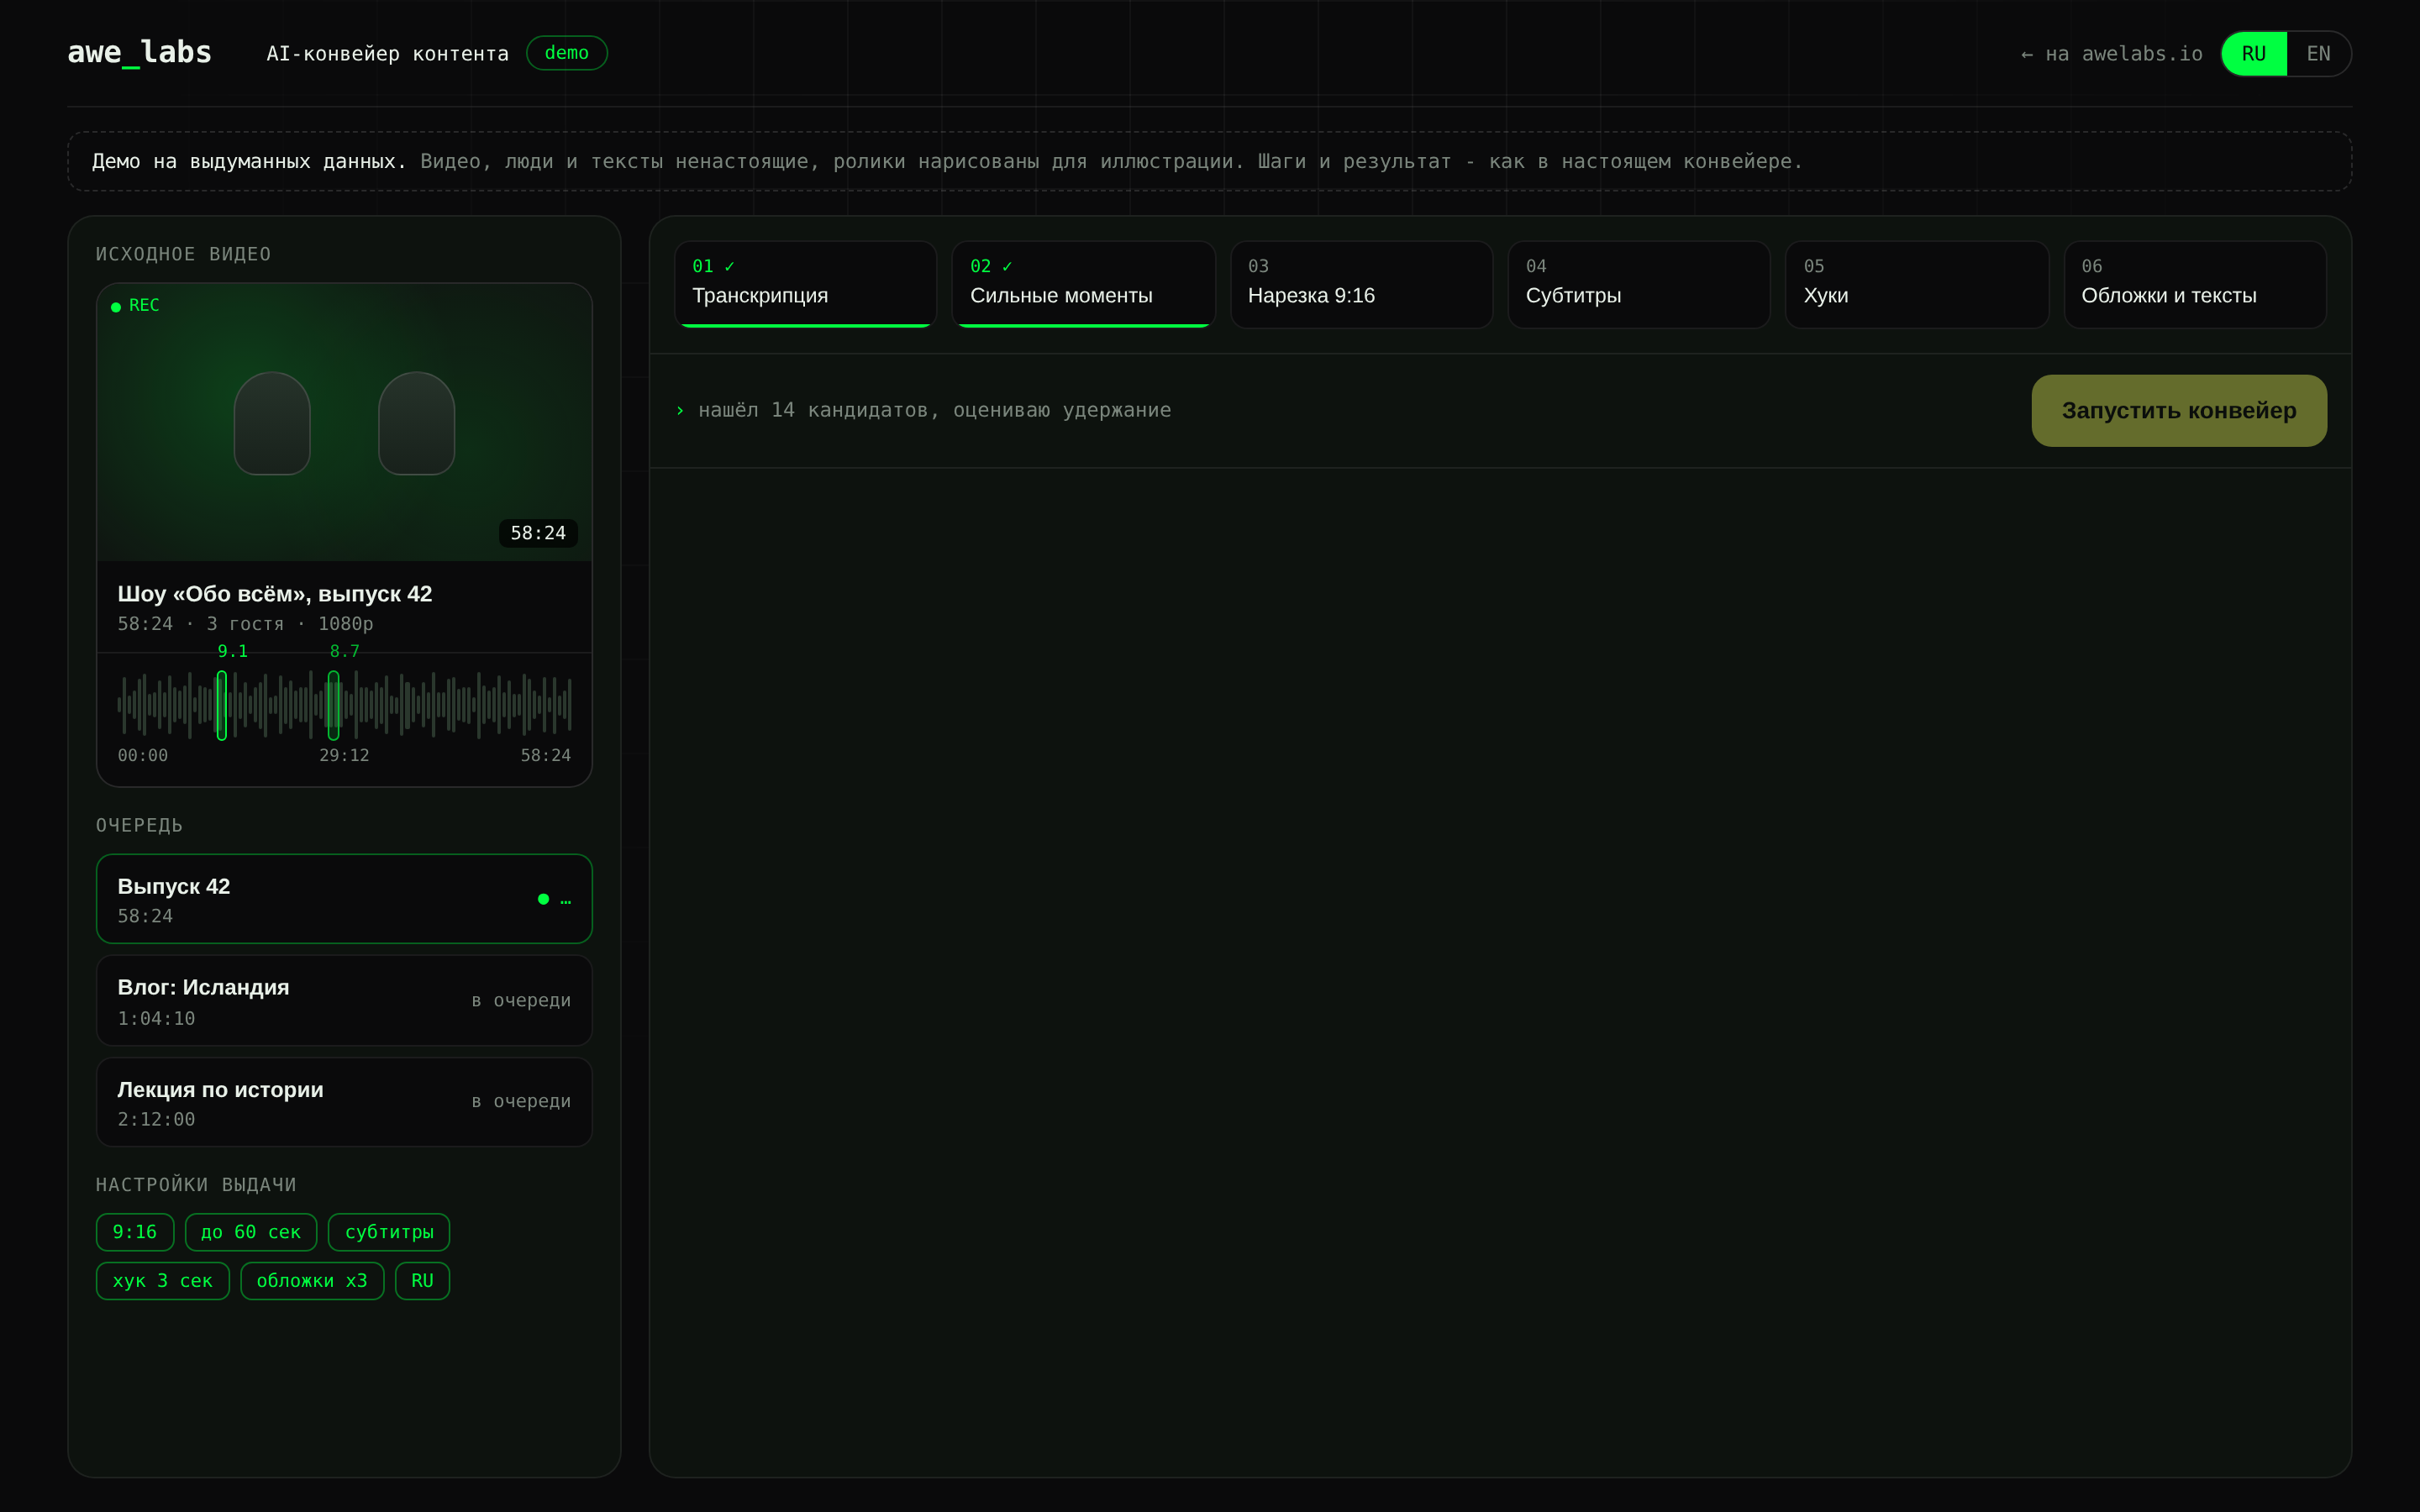 awe_labs AI-конвейер контента demo ← на awelabs.io RU EN
Демо на выдуманных данных. Видео, люди и тексты ненастоящие, ролики нарисованы для иллюстрации. Шаги и результат - как в настоящем конвейере.
ИСХОДНОЕ ВИДЕО
● REC
58:24
Шоу «Обо всём», выпуск 42
58:24 · 3 гостя · 1080p
9.1 8.7
00:00 29:12 58:24
ОЧЕРЕДЬ
Выпуск 42
58:24
● …
Влог: Исландия
1:04:10
в очереди
Лекция по истории
2:12:00
в очереди
НАСТРОЙКИ ВЫДАЧИ
9:16 до 60 сек субтитры
хук 3 сек обложки x3 RU
01 ✓
Транскрипция
02 ✓
Сильные моменты
03
Нарезка 9:16
04
Субтитры
05
Хуки
06
Обложки и тексты
› нашёл 14 кандидатов, оцениваю удержание
Запустить конвейер